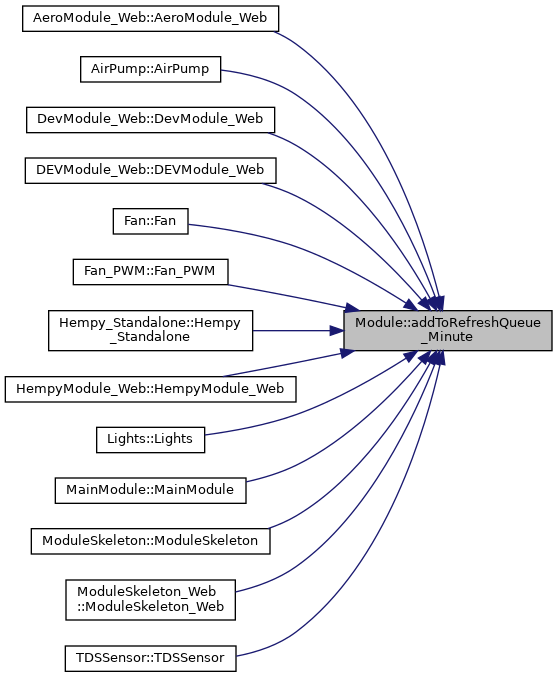 AeroModule_Web::AeroModule_Web
AirPump::AirPump
DevModule_Web::DevModule_Web
DEVModule_Web::DEVModule_Web
Fan::Fan
Fan_PWM::Fan_PWM
Hempy_Standalone::Hempy
_Standalone
Module::addToRefreshQueue
_Minute
HempyModule_Web::HempyModule_Web
Lights::Lights
MainModule::MainModule
ModuleSkeleton::ModuleSkeleton
ModuleSkeleton_Web
::ModuleSkeleton_Web
TDSSensor::TDSSensor